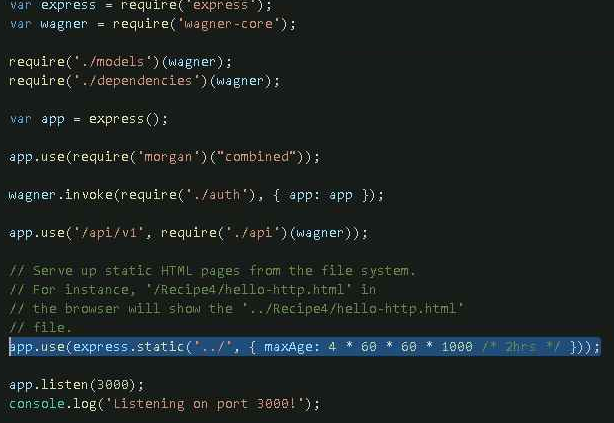 var express = require('express');
var wagner = require('wagner-core');
require('./models')(wagner);
require('./dependencies')(wagner);
var app = express();
app.use(require('morgan')("combined"));
wagner.invoke(require('./auth'), { app: app });
app.use('/api/v1', require('./api')(wagner));
// Serve up static HTML pages from the file system.
// For instance, '/Recipe4/hello-http.html' in
// the browser will show the '../Recipe4/hello-http.html'
// file.
app.use(express.static('../', { maxAge: 4 * 60 * 60 * 1000 /* 2hrs */ }));
app.listen(3000);
console.log('Listening on port 3000!');